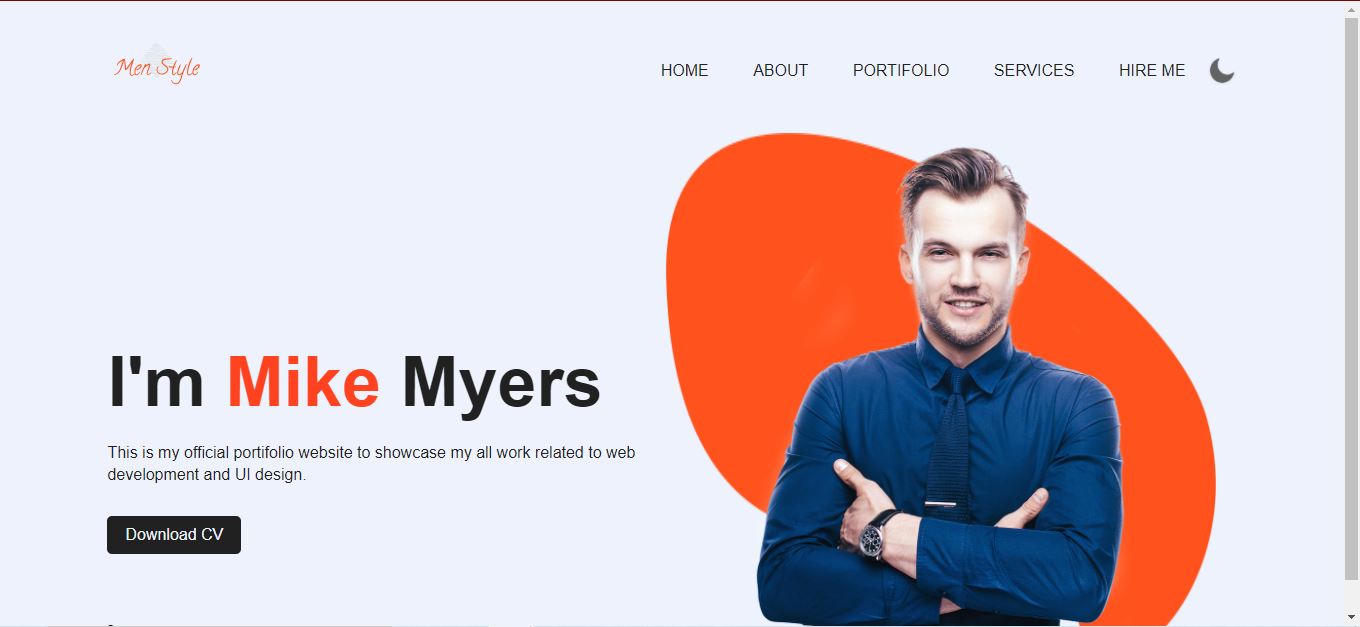 Men Style
HOME ABOUT PORTIFOLIO SERVICES HIRE ME
I'm Mike Myers
This is my official portifolio website to showcase my all work related to web
development and UI design.
Download CV